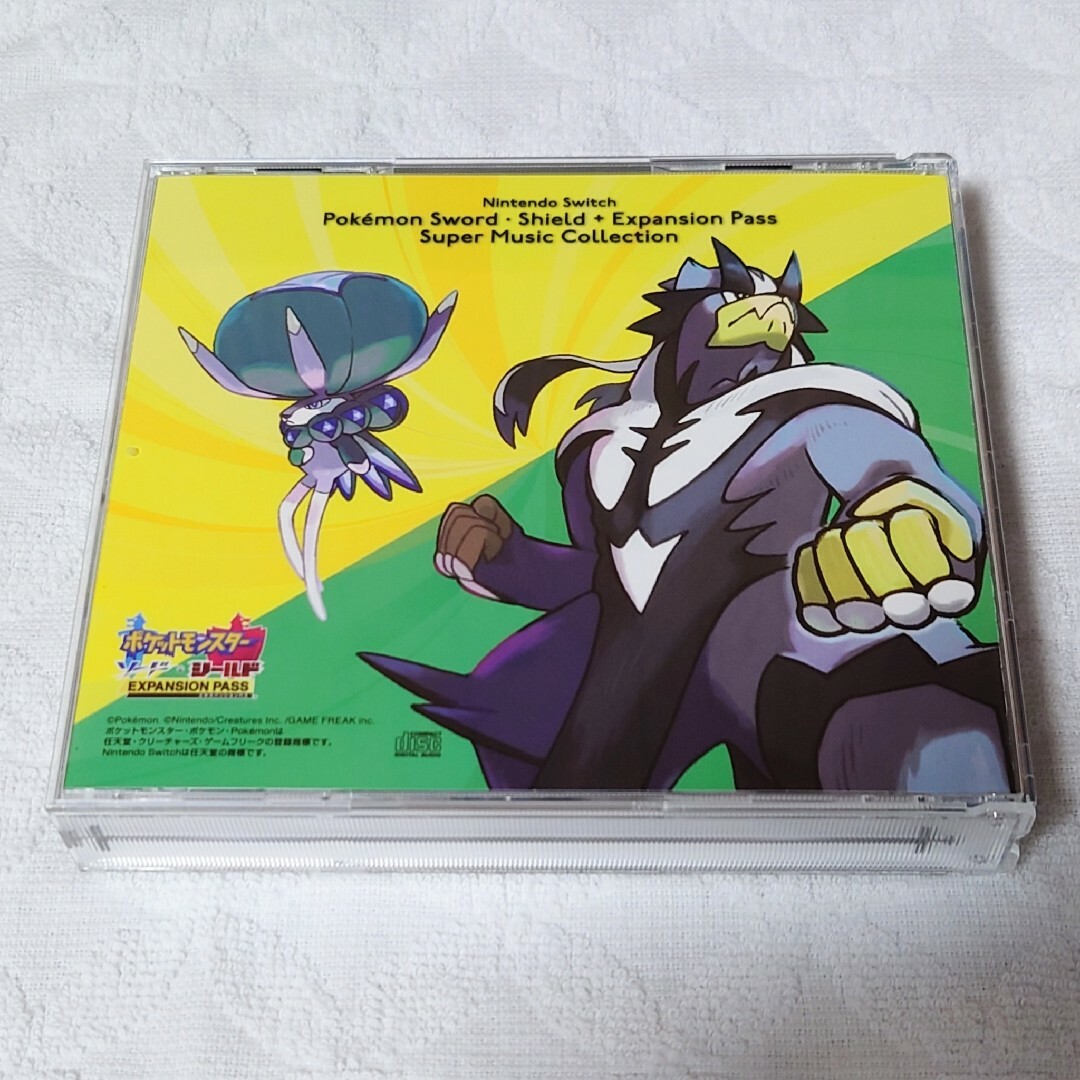 Nintendo Switch
Pokémon Sword · Shield + Expansion Pass
Super Music Collection
ポケットモンスター
ソード・シールド
EXPANSION PASS
©Pokémon. ©Nintendo/Creatures Inc. /GAME FREAK inc.
ポケットモンスター・ポケモン・Pokémonは
任天堂・クリーチャーズ・ゲームフリークの登録商標です。
Nintendo Switchは任天堂の商標です。
COMPACT
disc
DIGITAL AUDIO